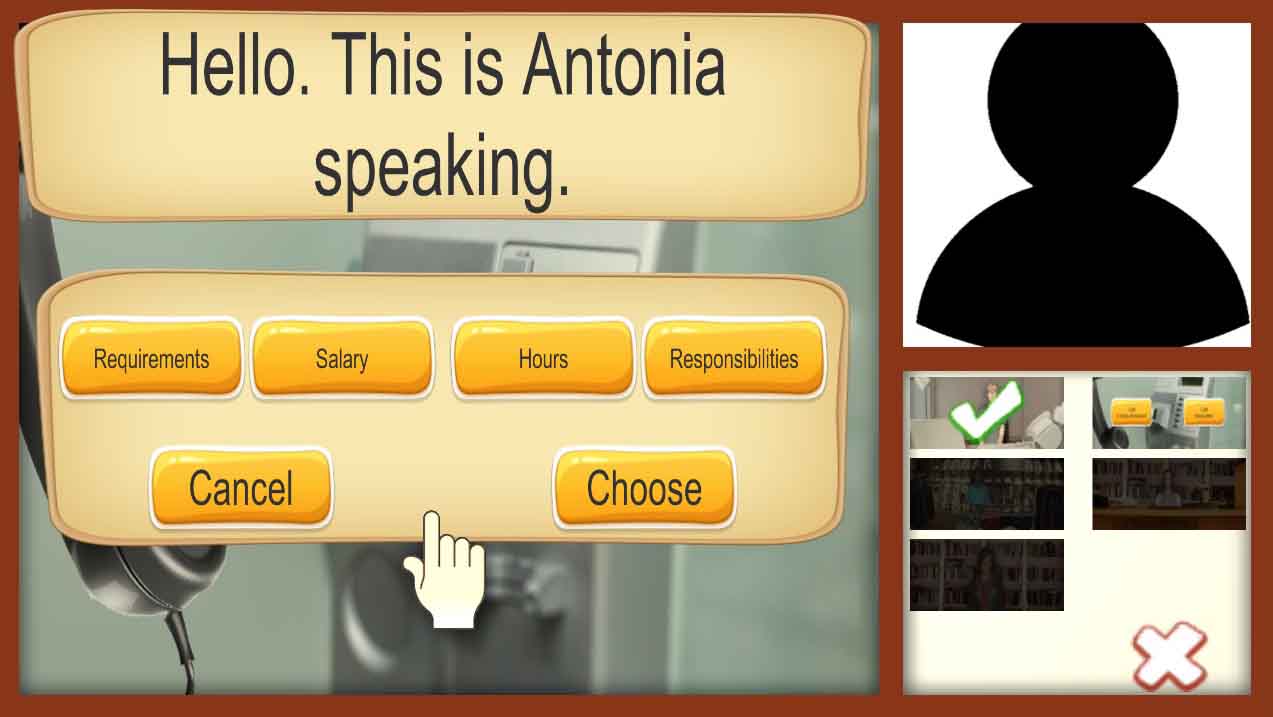 Hello. This is Antonia
speaking.
Requirements
Salary
Hours
Responsibilities
Cancel
Choose